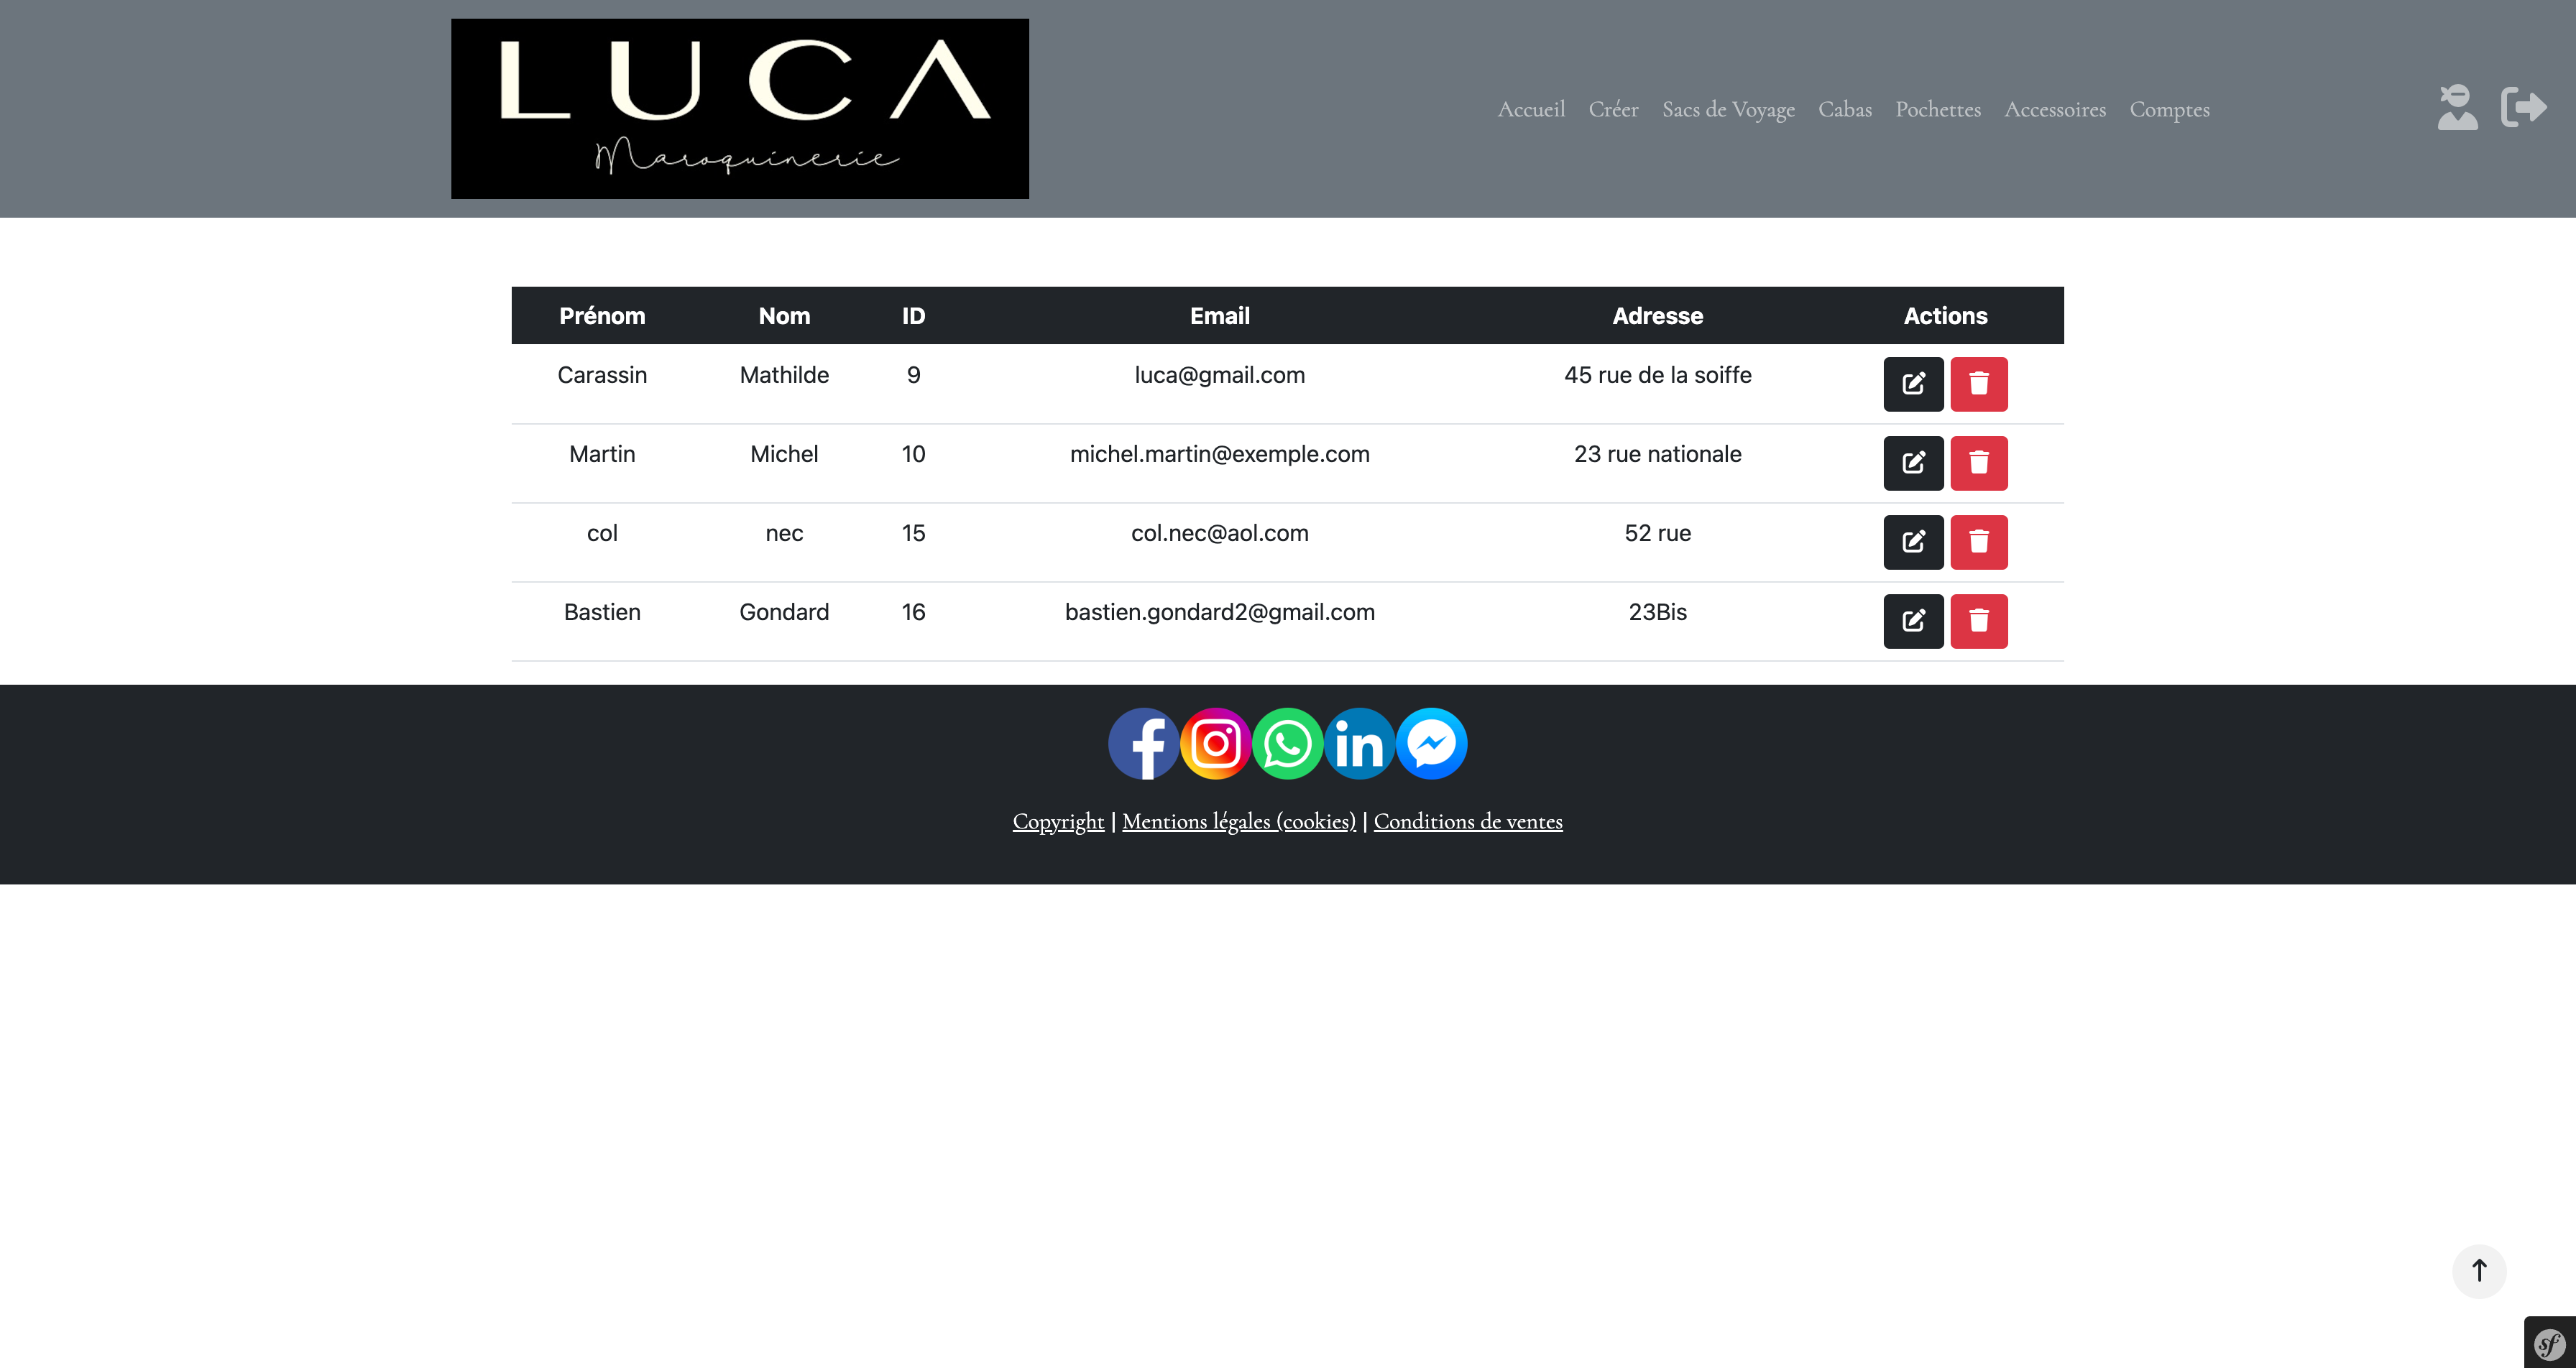 LUCA
Maroquinerie
Accueil Créer Sacs de Voyage Cabas Pochettes Accessoires Comptes
Prénom Nom ID Email Adresse Actions
Carassin Mathilde 9 luca@gmail.com 45 rue de la soiffe
Martin Michel 10 michel.martin@exemple.com 23 rue nationale
col nec 15 col.nec@aol.com 52 rue
Bastien Gondard 16 bastien.gondard2@gmail.com 23Bis
Copyright | Mentions légales (cookies) | Conditions de ventes
sf